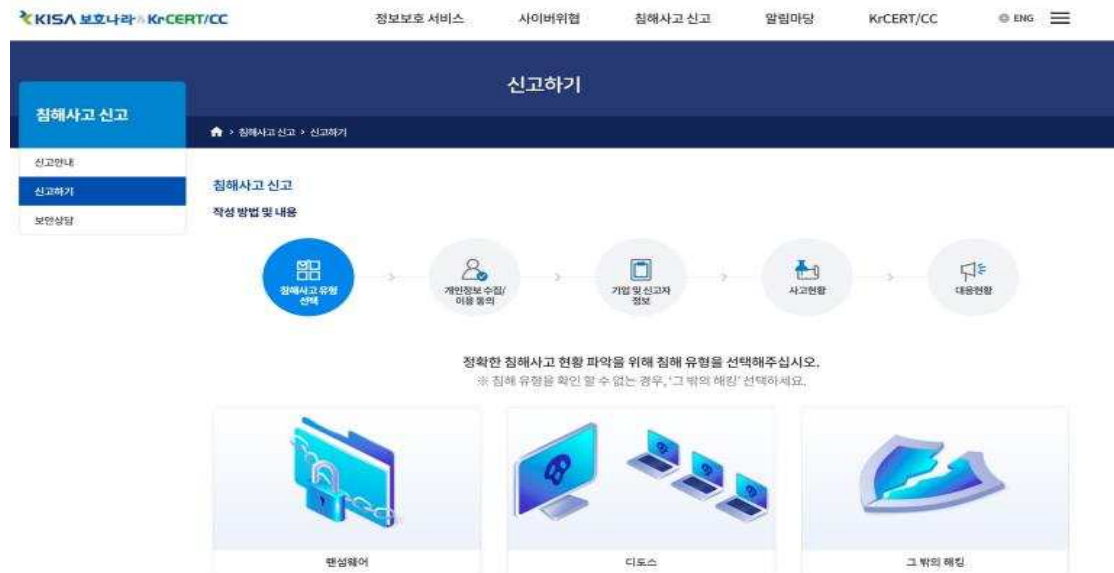 KISA 보호나라&KrCERT/CC
정보보호 서비스
사이버위협
침해사고 신고
알림마당
KrCERT/CC
ENG
신고하기
침해사고 신고
> 침해사고 신고 > 신고하기
신고안내
신고하기
보안상담
침해사고 신고
작성 방법 및 내용
침해사고 유형
선택
개인정보 수집/
이용 동의
기업 및 신고자
정보
사고현황
대응현황
정확한 침해사고 현황 파악을 위해 침해 유형을 선택해주십시오.
※ 침해 유형을 확인 할 수 없는 경우, '그 밖의 해킹' 선택하세요.
랜섬웨어
디도스
그 밖의 해킹